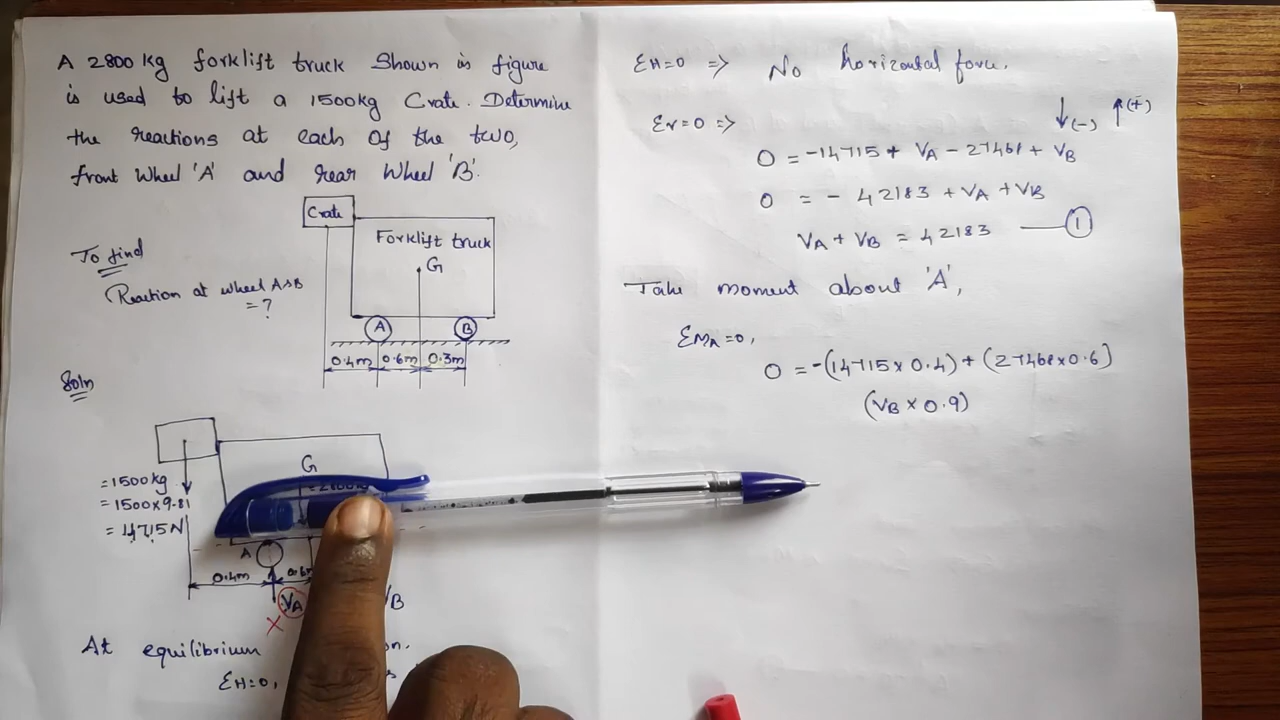 A 2800 kg forklift truck shown is figure
is used to lift a 1500kg Crate. Determine
the reactions at each of the two,
front Wheel 'A' and rear Wheel 'B'.
Crate
Forklift truck
G
To find
Reaction at wheel A>B
= ?
A
B
0.4m 0.6m 0.3m
Soln
G
=1500kg
=1500×9.81
=14715N
A
0.4m
VA
VB
×
At equilibrium
ΣH=0,
ΣH=0 => No horizontal force.
↓(-) ↑(+)
ΣV=0 =>
0 = -14715 + VA - 27468 + VB
0 = - 42183 + VA + VB
VA + VB = 42183 1
Take moment about 'A',
ΣMA=0,
0 = -(14715×0.4) + (27468×0.6)
(VB × 0.9)